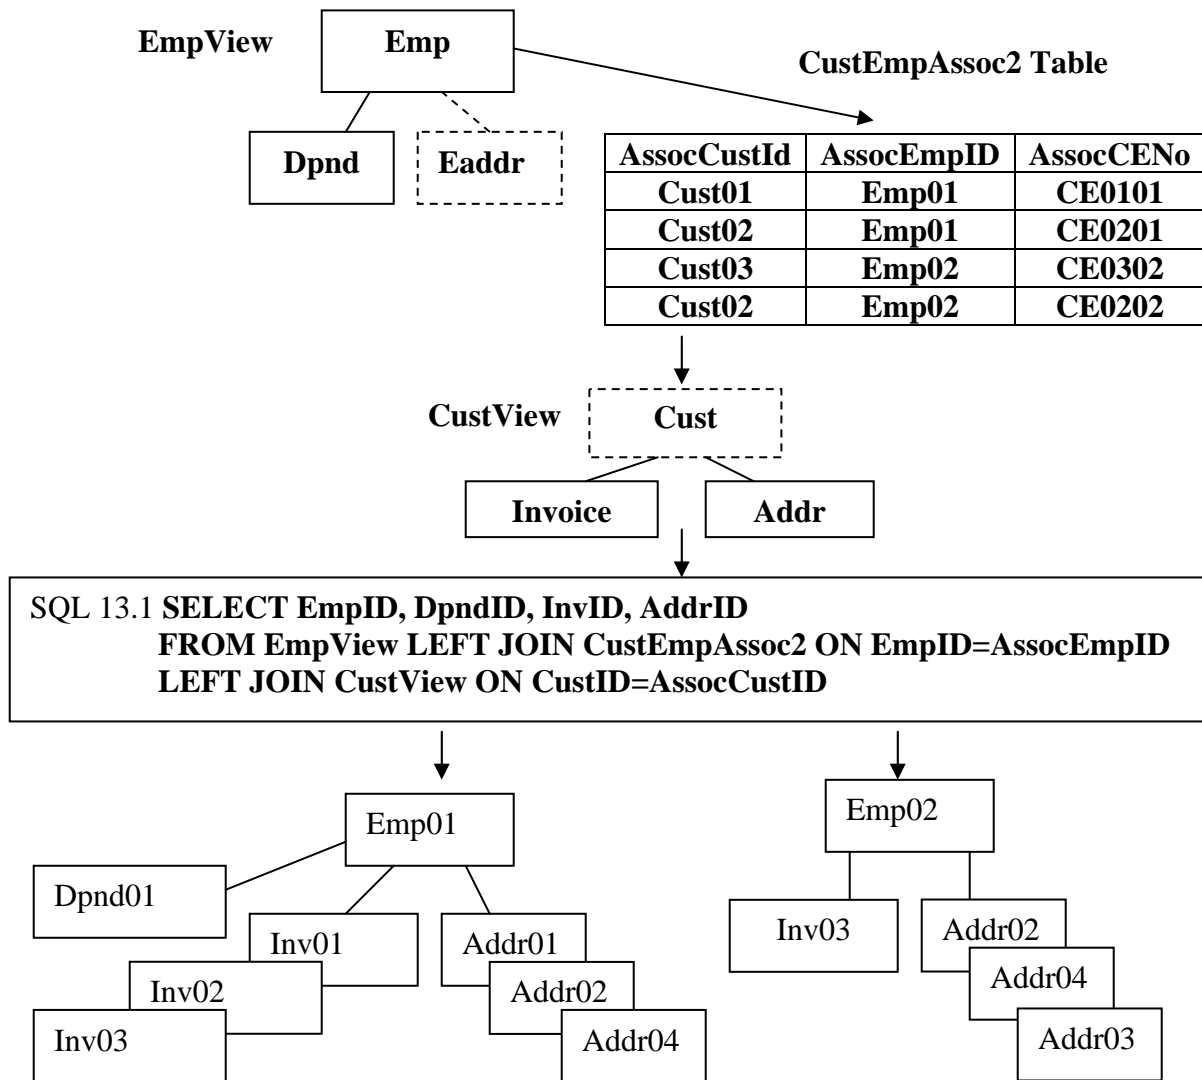 EmpView
Emp
CustEmpAssoc2 Table
Dpnd
Eaddr
AssocCustId AssocEmpID AssocCENo
Cust01 Emp01 CE0101
Cust02 Emp01 CE0201
Cust03 Emp02 CE0302
Cust02 Emp02 CE0202
CustView
Cust
Invoice
Addr
SQL 13.1 SELECT EmpID, DpndID, InvID, AddrID
FROM EmpView LEFT JOIN CustEmpAssoc2 ON EmpID=AssocEmpID
LEFT JOIN CustView ON CustID=AssocCustID
Emp01
Dpnd01
Inv01
Inv02
Inv03
Addr01
Addr02
Addr04
Emp02
Inv03
Addr02
Addr04
Addr03